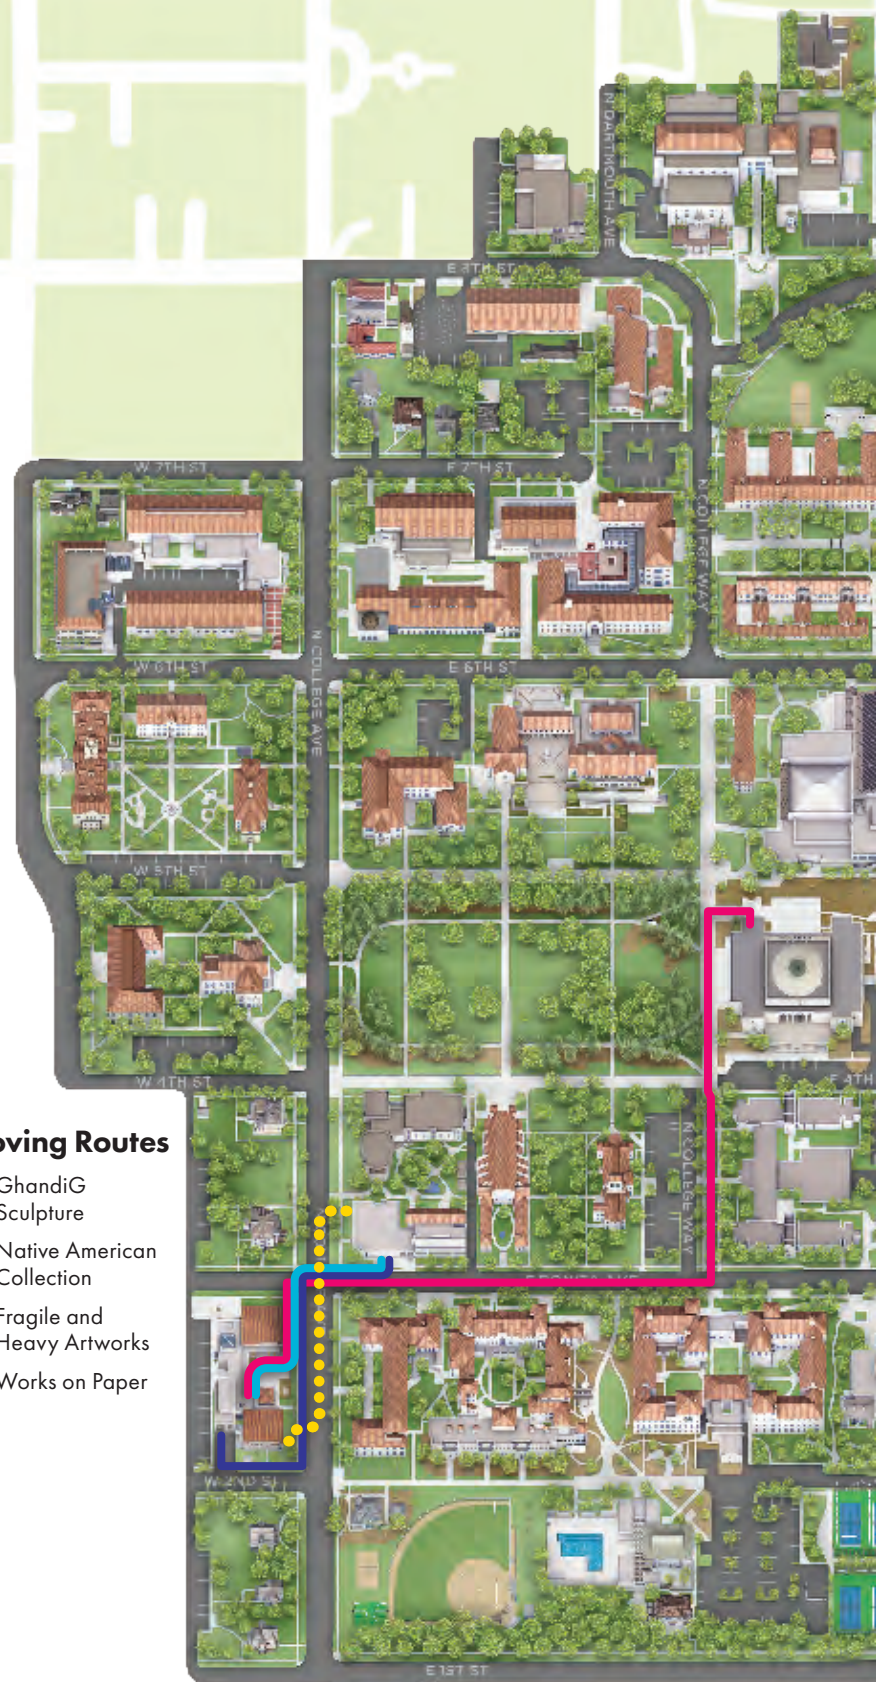 N DARTMOUTH AVE
E 8TH ST
W 7TH ST
E 7TH ST
N COLLEGE WAY
N COLLEGE AVE
W 6TH ST
E 6TH ST
W 5TH ST
W 4TH ST
E 4TH
oving Routes
GhandiG
Sculpture
Native American
Collection
Fragile and
Heavy Artworks
Works on Paper
N COLLEGE WAY
E BONITA AVE
W 2ND ST
E 1ST ST